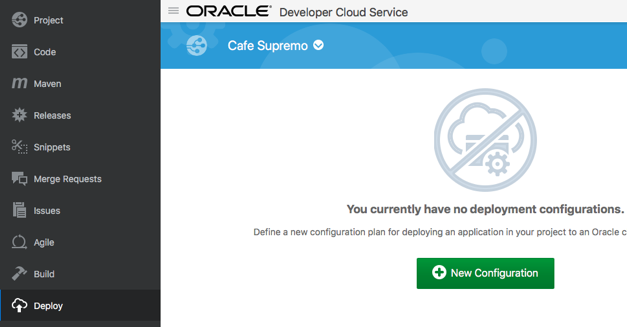 Project
Code
Maven
Releases
Snippets
Merge Requests
Issues
Agile
Build
Deploy
ORACLE® Developer Cloud Service
Cafe Supremo
You currently have no deployment configurations.
Define a new configuration plan for deploying an application in your project to an Oracle c
New Configuration